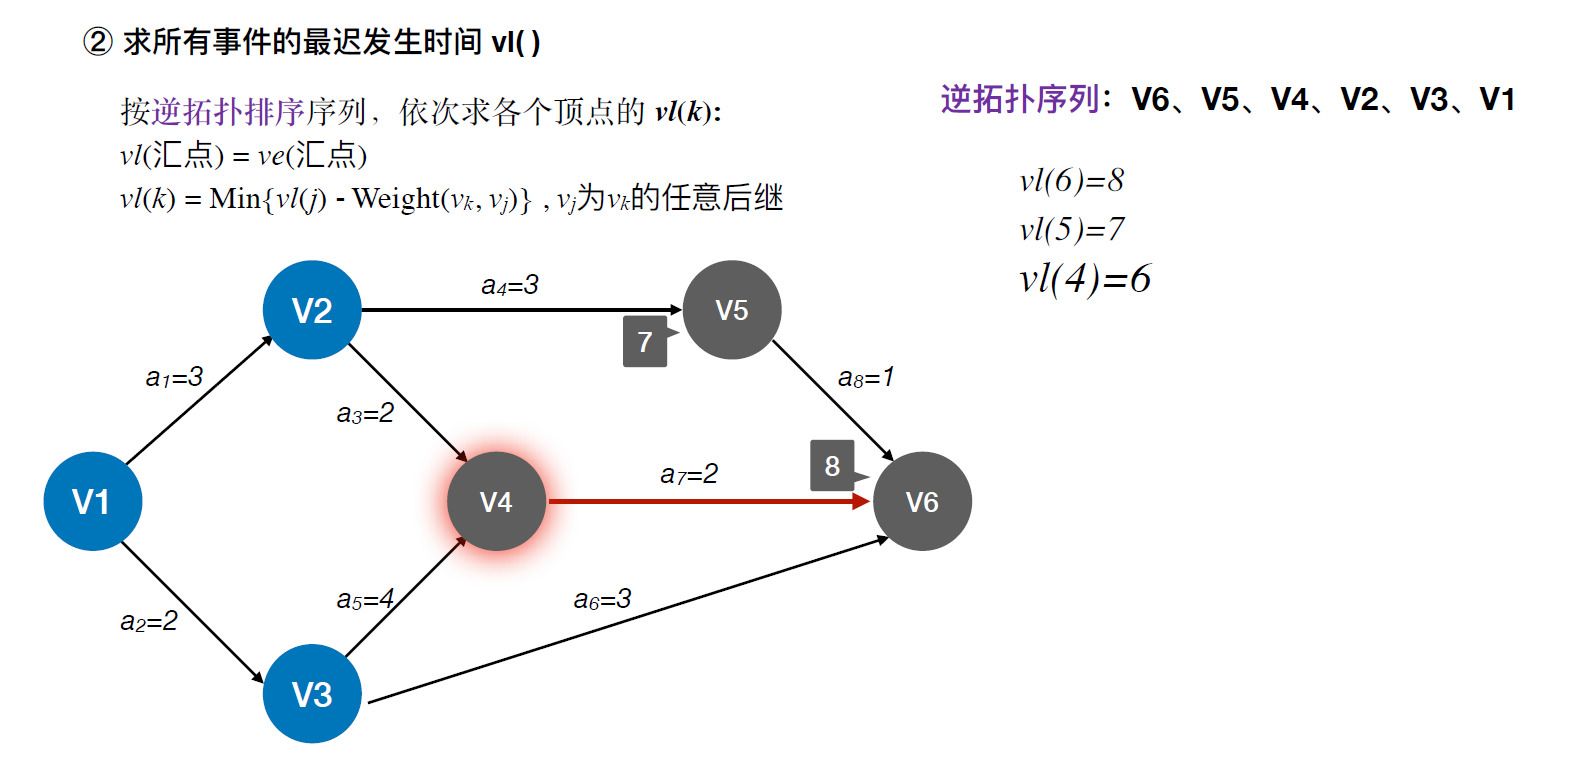 ② 求所有事件的最迟发生时间 vl( )
按逆拓扑排序序列，依次求各个顶点的 vl(k):
vl(汇点) = ve(汇点)
vl(k) = Min{vl(j) - Weight(vk, vj)} , vj为vk的任意后继
逆拓扑序列：V6、V5、V4、V2、V3、V1
vl(6)=8
vl(5)=7
vl(4)=6
a4=3
V2
V5
7
a1=3
a8=1
a3=2
8
a7=2
V1
V4
V6
a5=4
a6=3
a2=2
V3